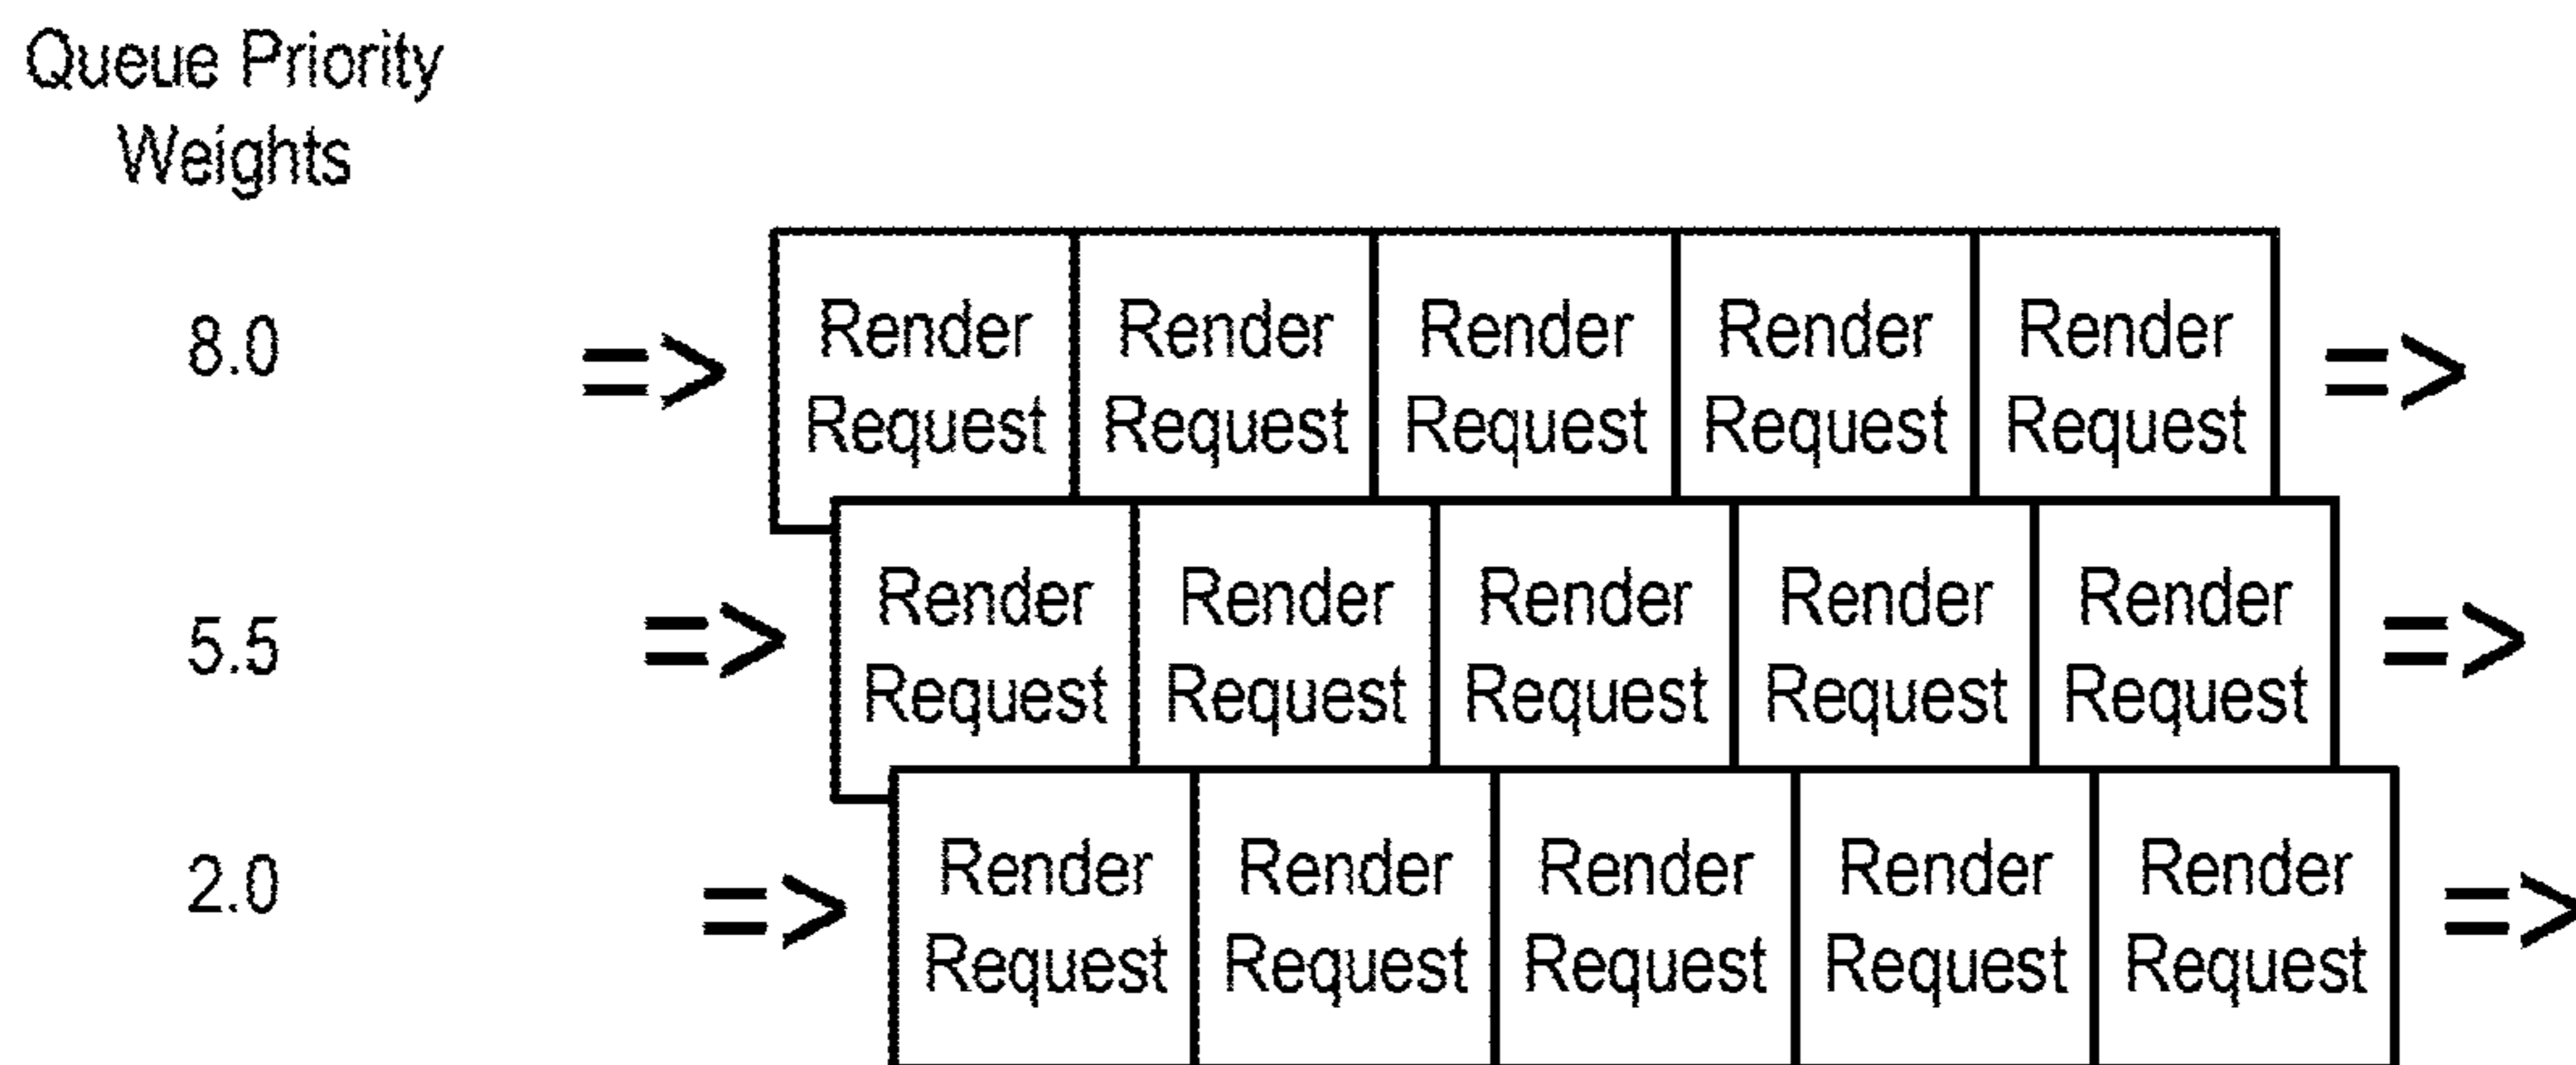 Queue Priority
Weights
8.0 => Render Render Render Render Render =>
Request Request Request Request Request
5.5 => Render Render Render Render Render =>
Request Request Request Request Request
2.0 => Render Render Render Render Render =>
Request Request Request Request Request